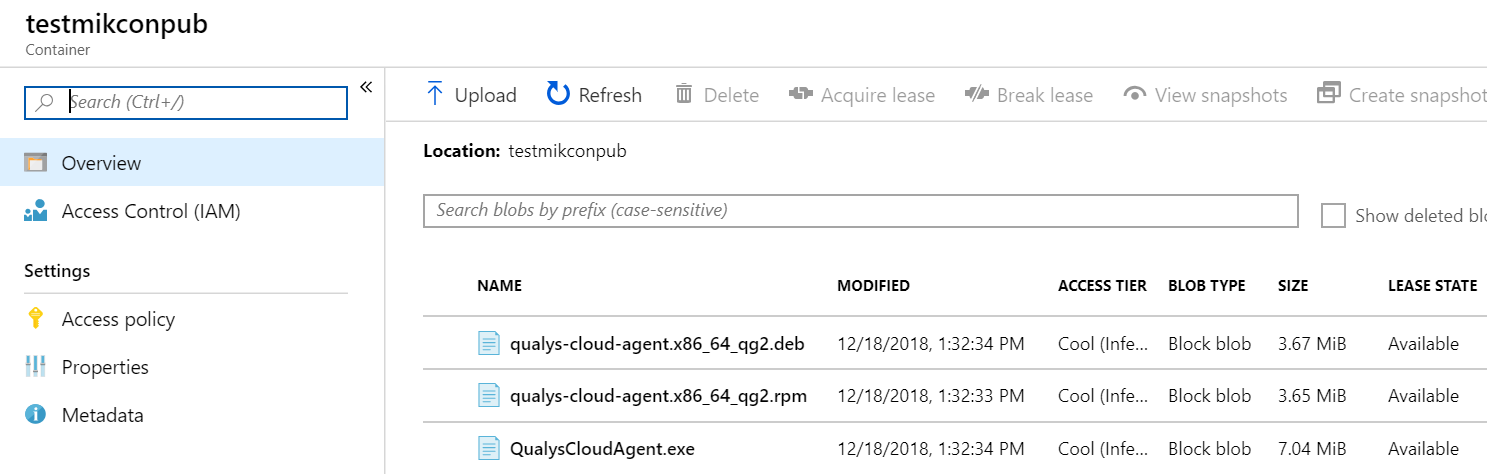 testmikconpub
Container
Search (Ctrl+/)
«
Overview
Access Control (IAM)
Settings
Access policy
Properties
Metadata
Upload Refresh Delete Acquire lease Break lease View snapshots Create snapshot
Location: testmikconpub
Search blobs by prefix (case-sensitive)
Show deleted blo
NAME MODIFIED ACCESS TIER BLOB TYPE SIZE LEASE STATE
qualys-cloud-agent.x86_64_qg2.deb 12/18/2018, 1:32:34 PM Cool (Infe... Block blob 3.67 MiB Available
qualys-cloud-agent.x86_64_qg2.rpm 12/18/2018, 1:32:33 PM Cool (Infe... Block blob 3.65 MiB Available
QualysCloudAgent.exe 12/18/2018, 1:32:34 PM Cool (Infe... Block blob 7.04 MiB Available